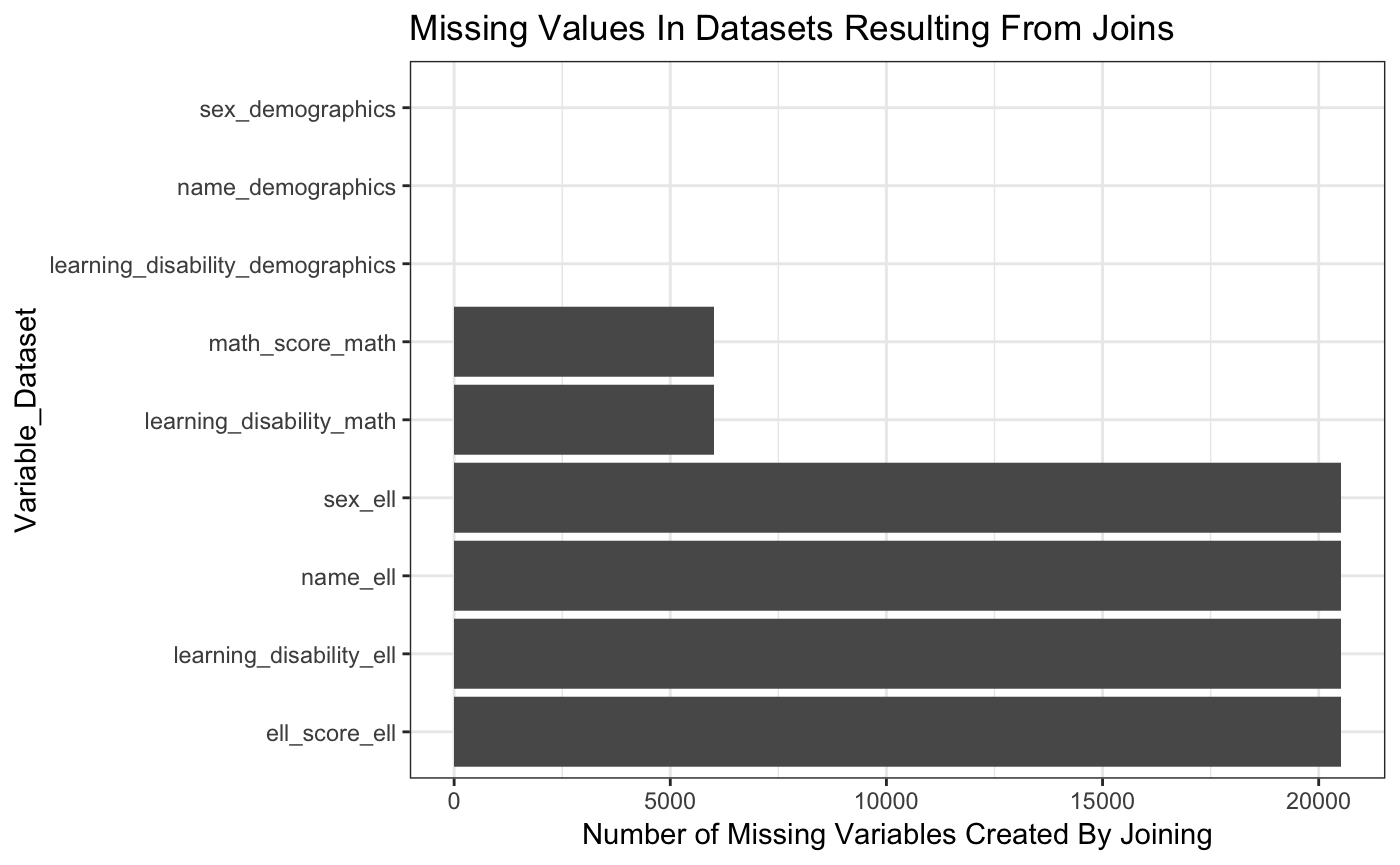 Missing Values In Datasets Resulting From Joins
Variable_Dataset
sex_demographics
name_demographics
learning_disability_demographics
math_score_math
learning_disability_math
sex_ell
name_ell
learning_disability_ell
ell_score_ell
0 5000 10000 15000 20000
Number of Missing Variables Created By Joining